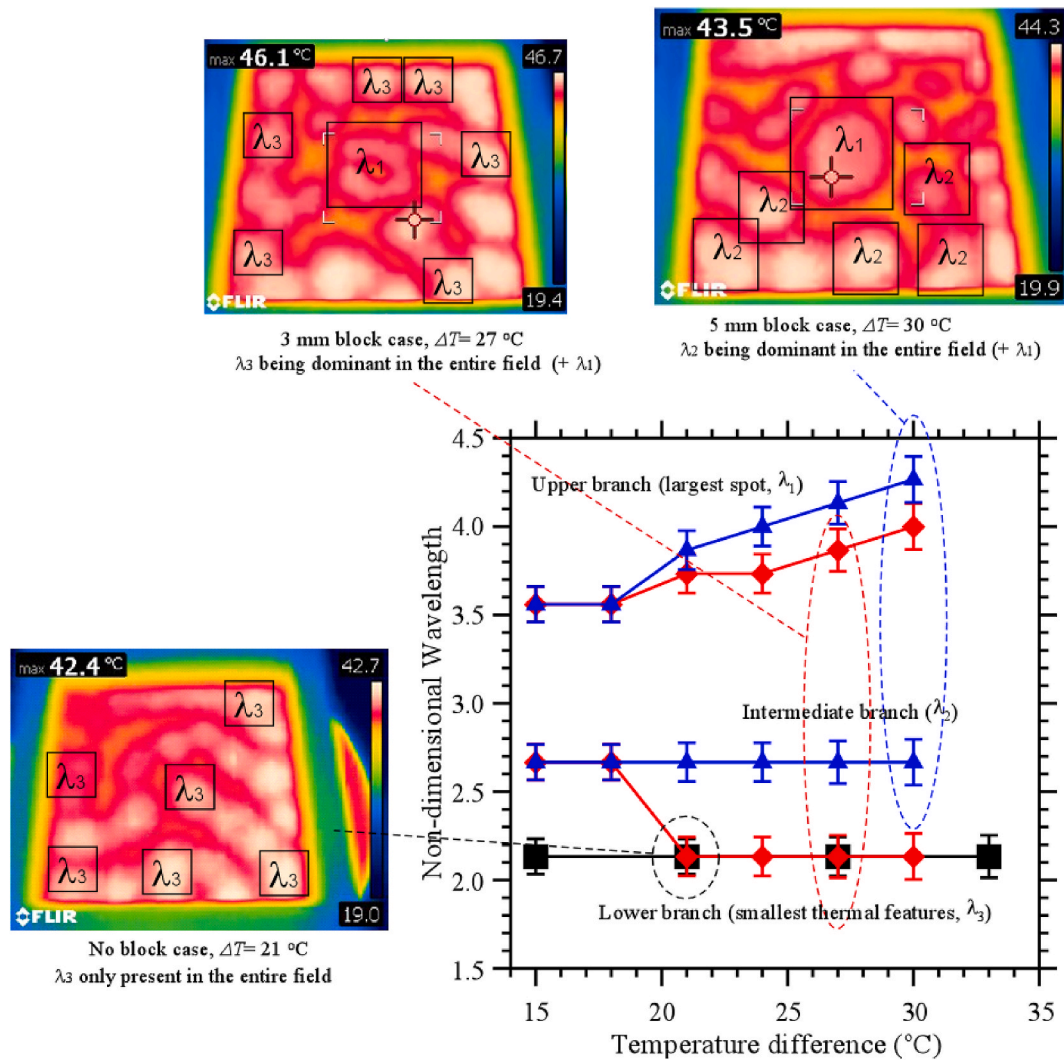 max 46.1 °C
46.7
λ3 λ3
λ3
λ1
λ3
λ3
λ3
FLIR
19.4
3 mm block case, ΔT= 27 °C
λ3 being dominant in the entire field (+ λ1)
max 43.5 °C
44.3
λ1
λ2
λ2
λ2
λ2
λ2
FLIR
19.9
5 mm block case, ΔT= 30 °C
λ2 being dominant in the entire field (+ λ1)
max 42.4 °C
42.7
λ3
λ3
λ3
λ3
λ3
λ3
FLIR
19.0
No block case, ΔT= 21 °C
λ3 only present in the entire field
Non-dimensional Wavelength
4.5
4.0
3.5
3.0
2.5
2.0
1.5
Upper branch (largest spot, λ1)
Intermediate branch (λ2)
Lower branch (smallest thermal features, λ3)
15 20 25 30 35
Temperature difference (°C)